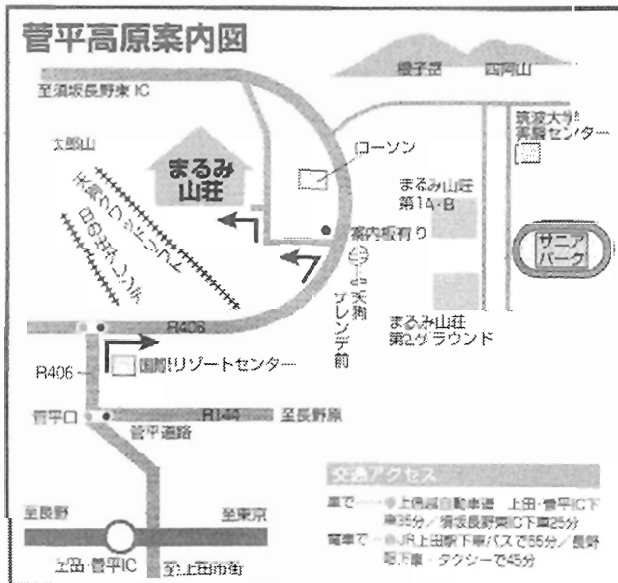 菅平高原案内図
至須坂長野東IC
根子岳
四阿山
筑波大学
実験センター
太郎山
ローソン
まるみ
山荘
まるみ山荘
第1A・B
案内板有り
サニア
パーク
天狗
ゲレンデ前
まるみ山荘
第2グラウンド
R406
R406
国際リゾートセンター
菅平口
R144
至長野原
菅平道路
至長野
至東京
上田・菅平IC
至上田市街
交通アクセス
車で……●上信越自動車道 上田・菅平IC下
車35分/須坂長野東IC下車25分
電車で…●JR上田駅下車バスで55分/長野
駅下車・タクシーで45分